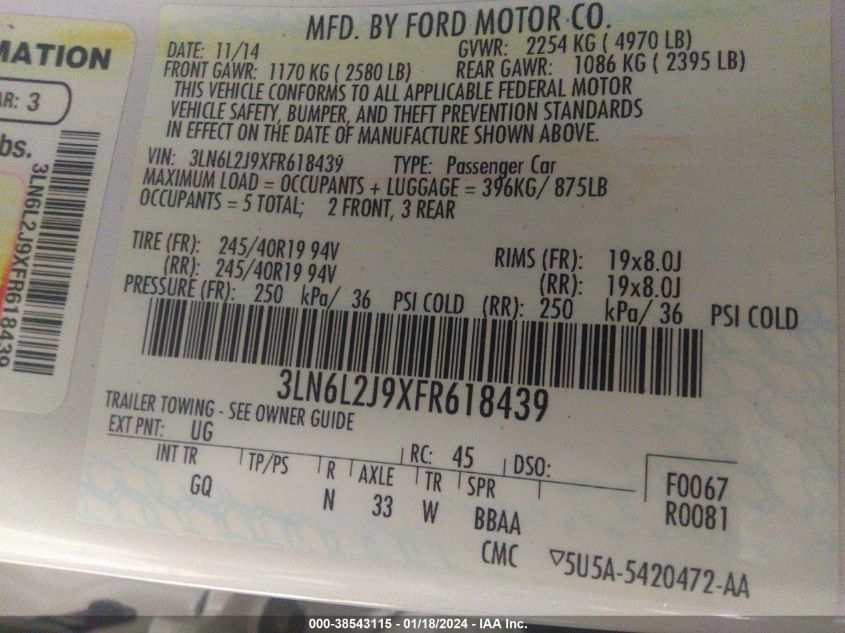 MFD. BY FORD MOTOR CO.
DATE: 11/14 GVWR: 2254 KG ( 4970 LB)
FRONT GAWR: 1170 KG ( 2580 LB) REAR GAWR: 1086 KG ( 2395 LB)
THIS VEHICLE CONFORMS TO ALL APPLICABLE FEDERAL MOTOR
VEHICLE SAFETY, BUMPER, AND THEFT PREVENTION STANDARDS
IN EFFECT ON THE DATE OF MANUFACTURE SHOWN ABOVE.
VIN: 3LN6L2J9XFR618439 TYPE: Passenger Car
MAXIMUM LOAD = OCCUPANTS + LUGGAGE = 396KG/ 875LB
OCCUPANTS = 5 TOTAL; 2 FRONT, 3 REAR
TIRE (FR): 245/40R19 94V RIMS (FR): 19x8.0J
(RR): 245/40R19 94V (RR): 19x8.0J
PRESSURE (FR): 250 kPa/ 36 PSI COLD (RR): 250 kPa/ 36 PSI COLD
3LN6L2J9XFR618439
TRAILER TOWING - SEE OWNER GUIDE
EXT PNT: UG RC: 45 DSO:
INT TR TP/PS R AXLE TR SPR F0067
GQ N 33 W BBAA R0081
CMC ▽5U5A-5420472-AA
MATION
AR: 3
bs.
3LN6L2J9XFR618439
000-38543115 - 01/18/2024 - IAA Inc.